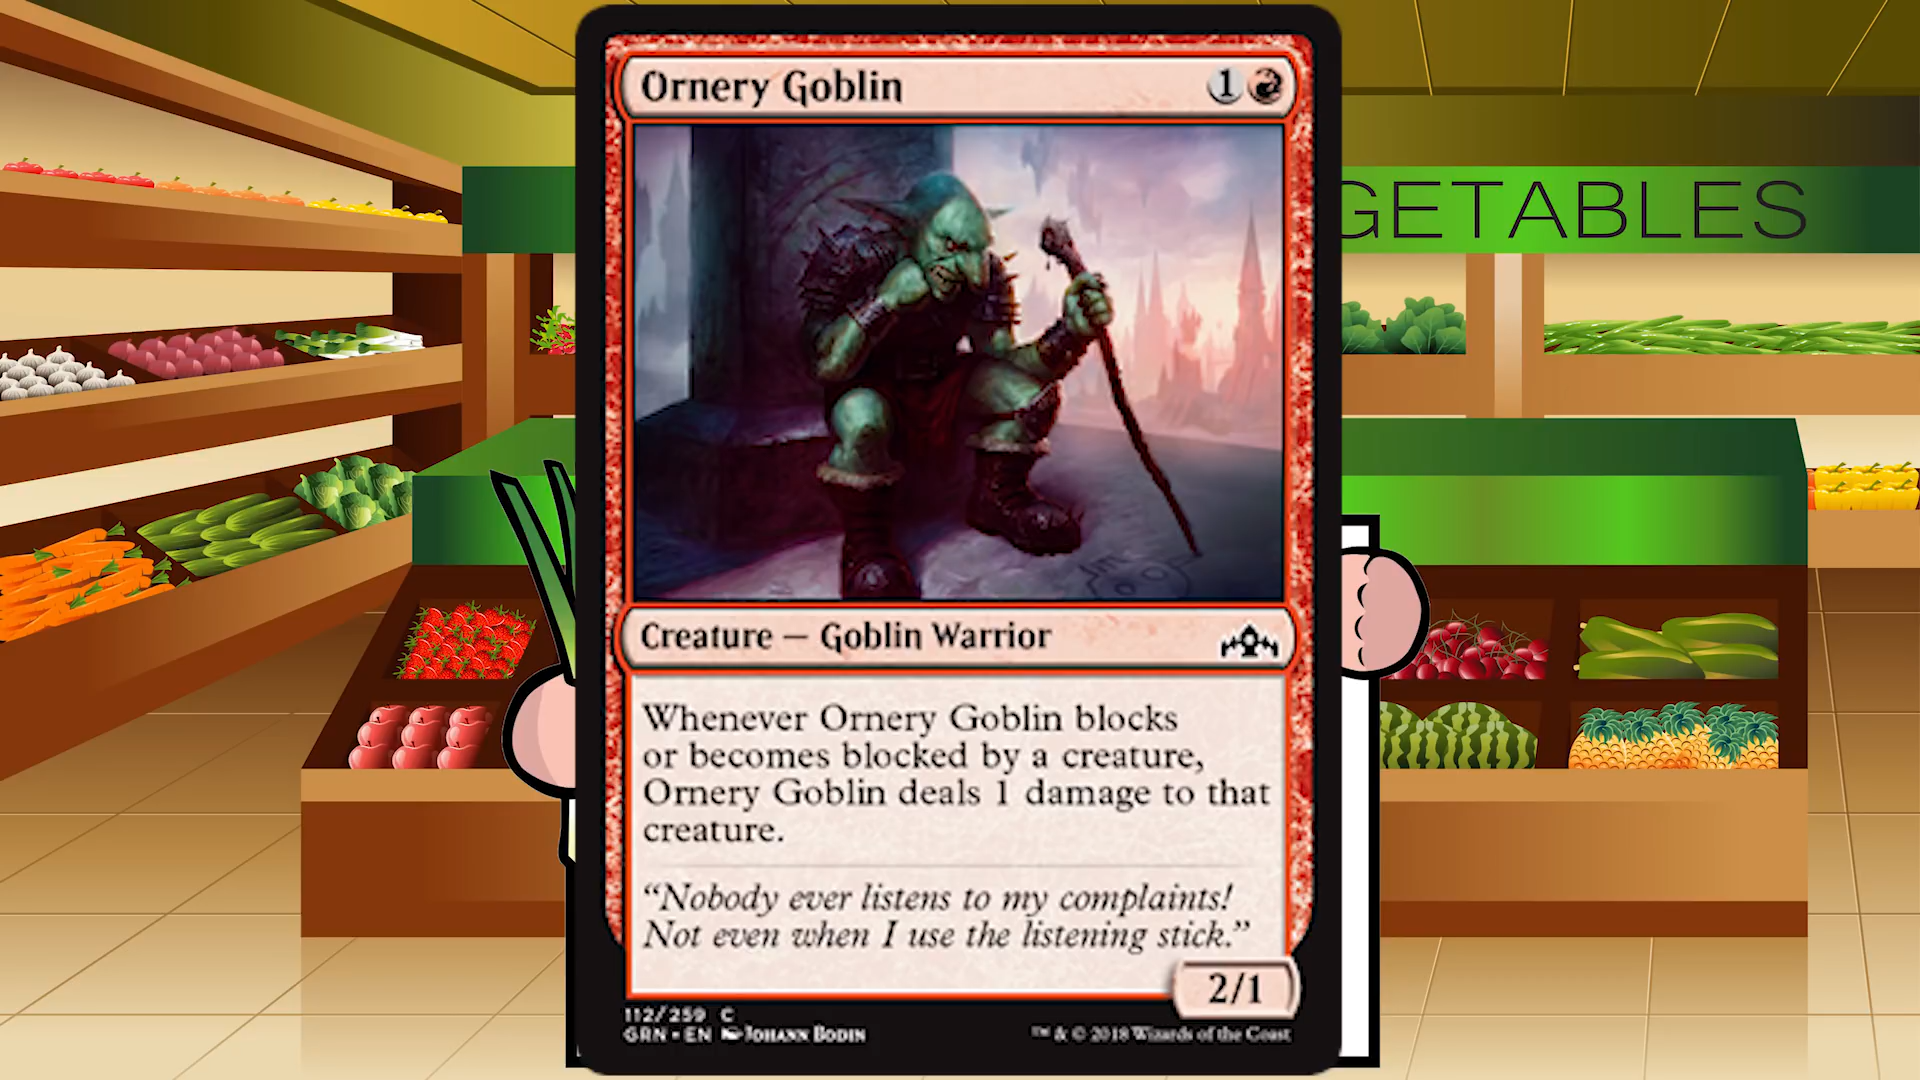 Ornery Goblin 1
GETABLES
Creature — Goblin Warrior
Whenever Ornery Goblin blocks
or becomes blocked by a creature,
Ornery Goblin deals 1 damage to that
creature.
“Nobody ever listens to my complaints!
Not even when I use the listening stick.”
2/1
112/259 C
GRN • EN Johann Bodin
™ & © 2018 Wizards of the Coast